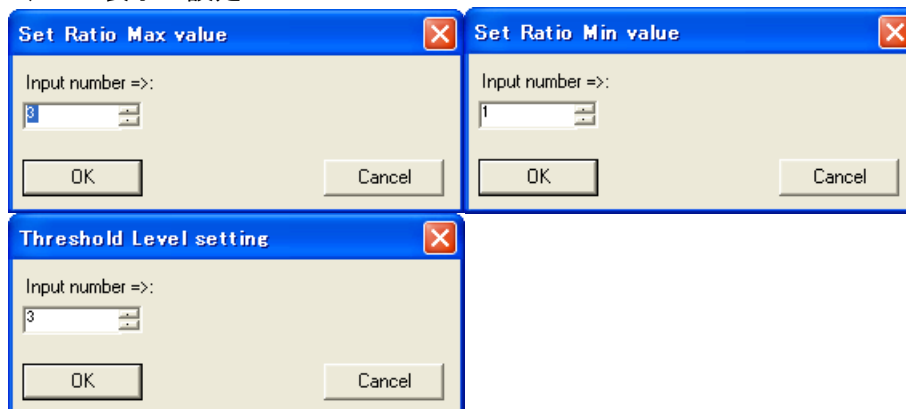 Set Ratio Max value
Input number =>:
3
OK Cancel
Set Ratio Min value
Input number =>:
1
OK Cancel
Threshold Level setting
Input number =>:
3
OK Cancel